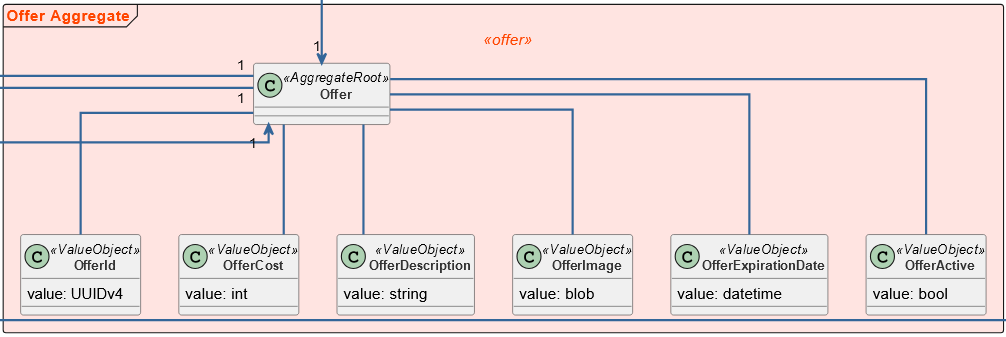 Offer Aggregate
«offer»
1
1
C
«AggregateRoot»
Offer
1
1
C
«ValueObject»
OfferId
value: UUIDv4
C
«ValueObject»
OfferCost
value: int
C
«ValueObject»
OfferDescription
value: string
C
«ValueObject»
OfferImage
value: blob
C
«ValueObject»
OfferExpirationDate
value: datetime
C
«ValueObject»
OfferActive
value: bool